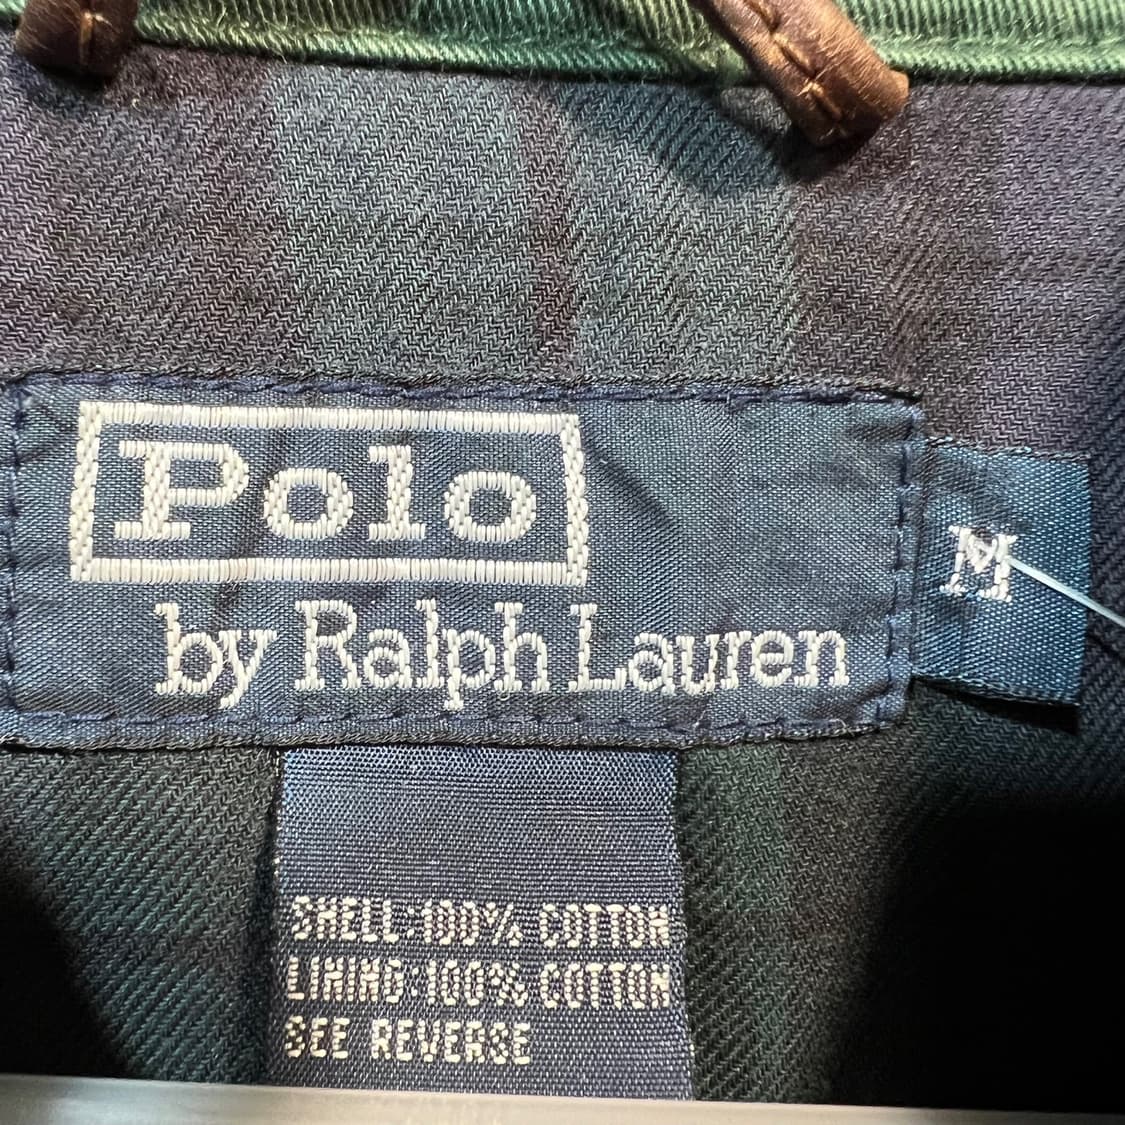 Polo
by Ralph Lauren
M
SHELL:100% COTTON
LINING:100% COTTON
SEE REVERSE